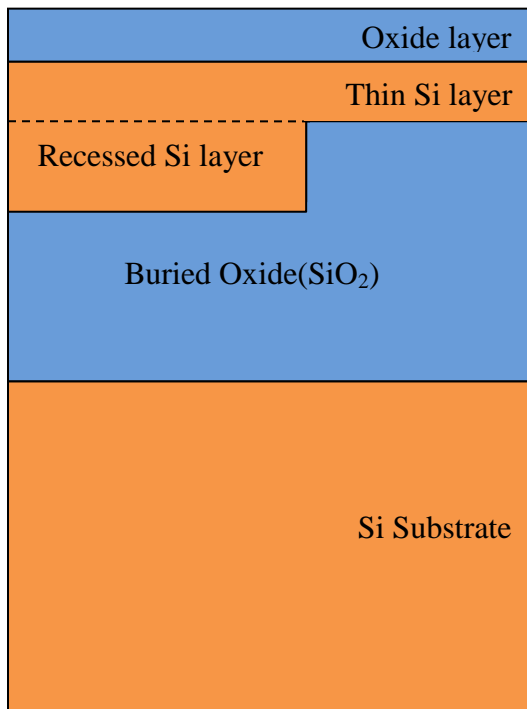 Oxide layer
Thin Si layer
Recessed Si layer
Buried Oxide(SiO₂)
Si Substrate